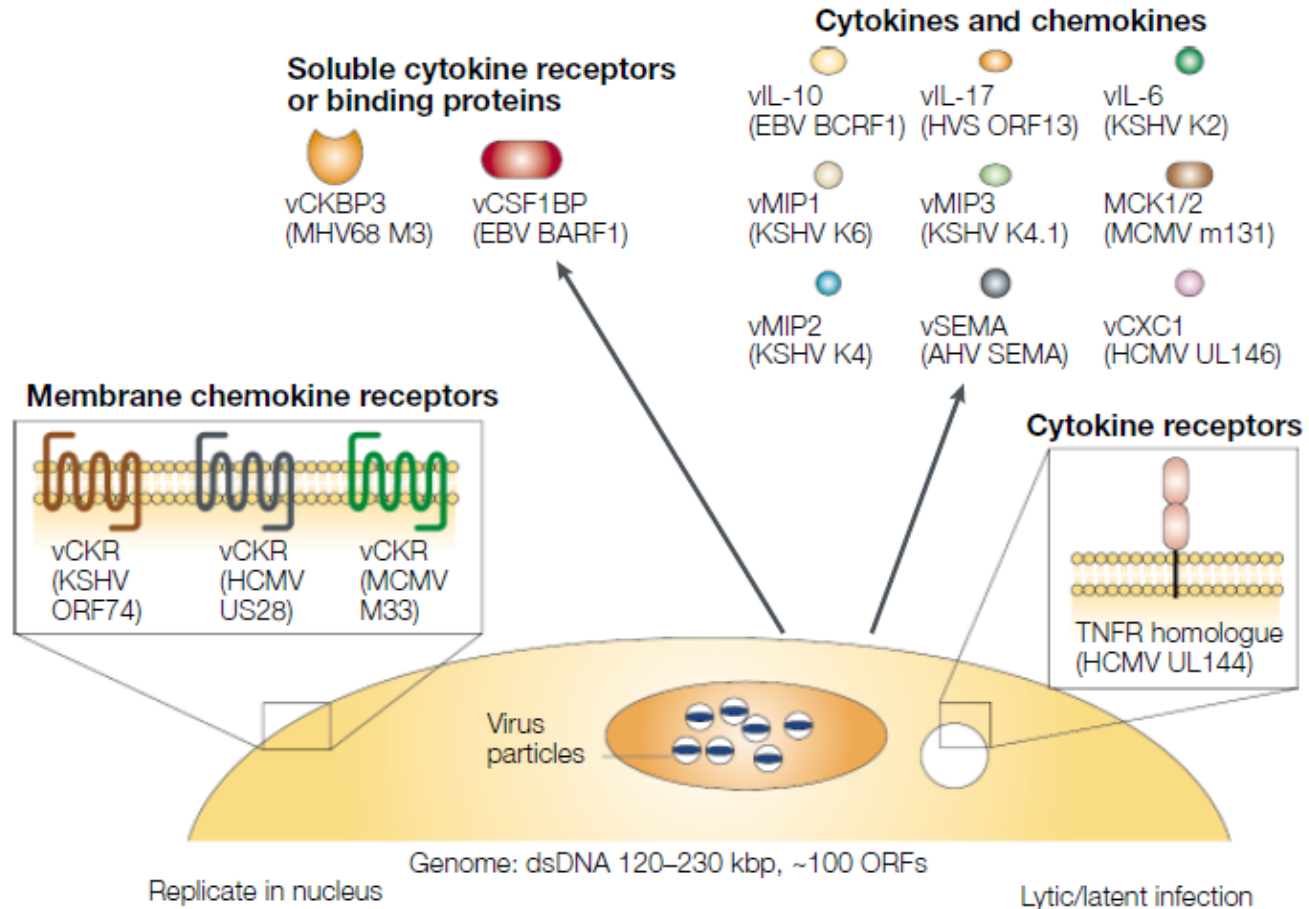 Cytokines and chemokines
Soluble cytokine receptors
or binding proteins
vIL-10
(EBV BCRF1)
vIL-17
(HVS ORF13)
vIL-6
(KSHV K2)
vCKBP3
(MHV68 M3)
vCSF1BP
(EBV BARF1)
vMIP1
(KSHV K6)
vMIP3
(KSHV K4.1)
MCK1/2
(MCMV m131)
vMIP2
(KSHV K4)
vSEMA
(AHV SEMA)
vCXC1
(HCMV UL146)
Membrane chemokine receptors
vCKR
(KSHV
ORF74)
vCKR
(HCMV
US28)
vCKR
(MCMV
M33)
Cytokine receptors
TNFR homologue
(HCMV UL144)
Virus
particles
Genome: dsDNA 120–230 kbp, ~100 ORFs
Replicate in nucleus
Lytic/latent infection